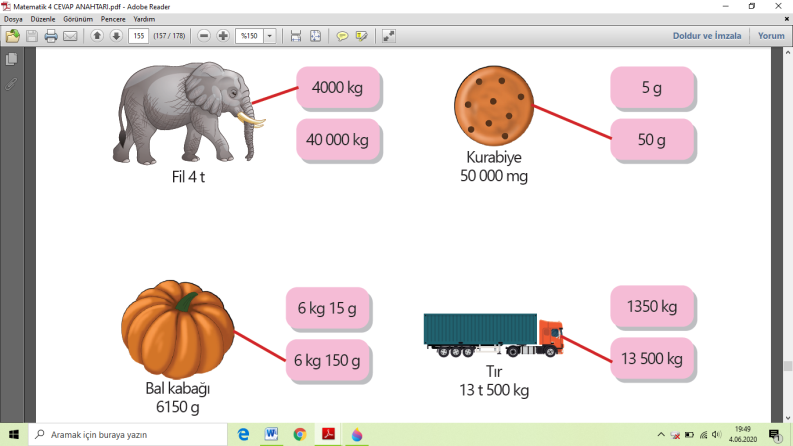 Matematik 4 CEVAP ANAHTARI.pdf - Adobe Reader
Dosya Düzenle Görünüm Pencere Yardım
155 (157 / 178) %150 Doldur ve İmzala Yorum
4000 kg
40 000 kg
Fil 4 t
5 g
50 g
Kurabiye
50 000 mg
6 kg 15 g
6 kg 150 g
Bal kabağı
6150 g
1350 kg
13 500 kg
Tır
13 t 500 kg
Aramak için buraya yazın
19:49
4.06.2020